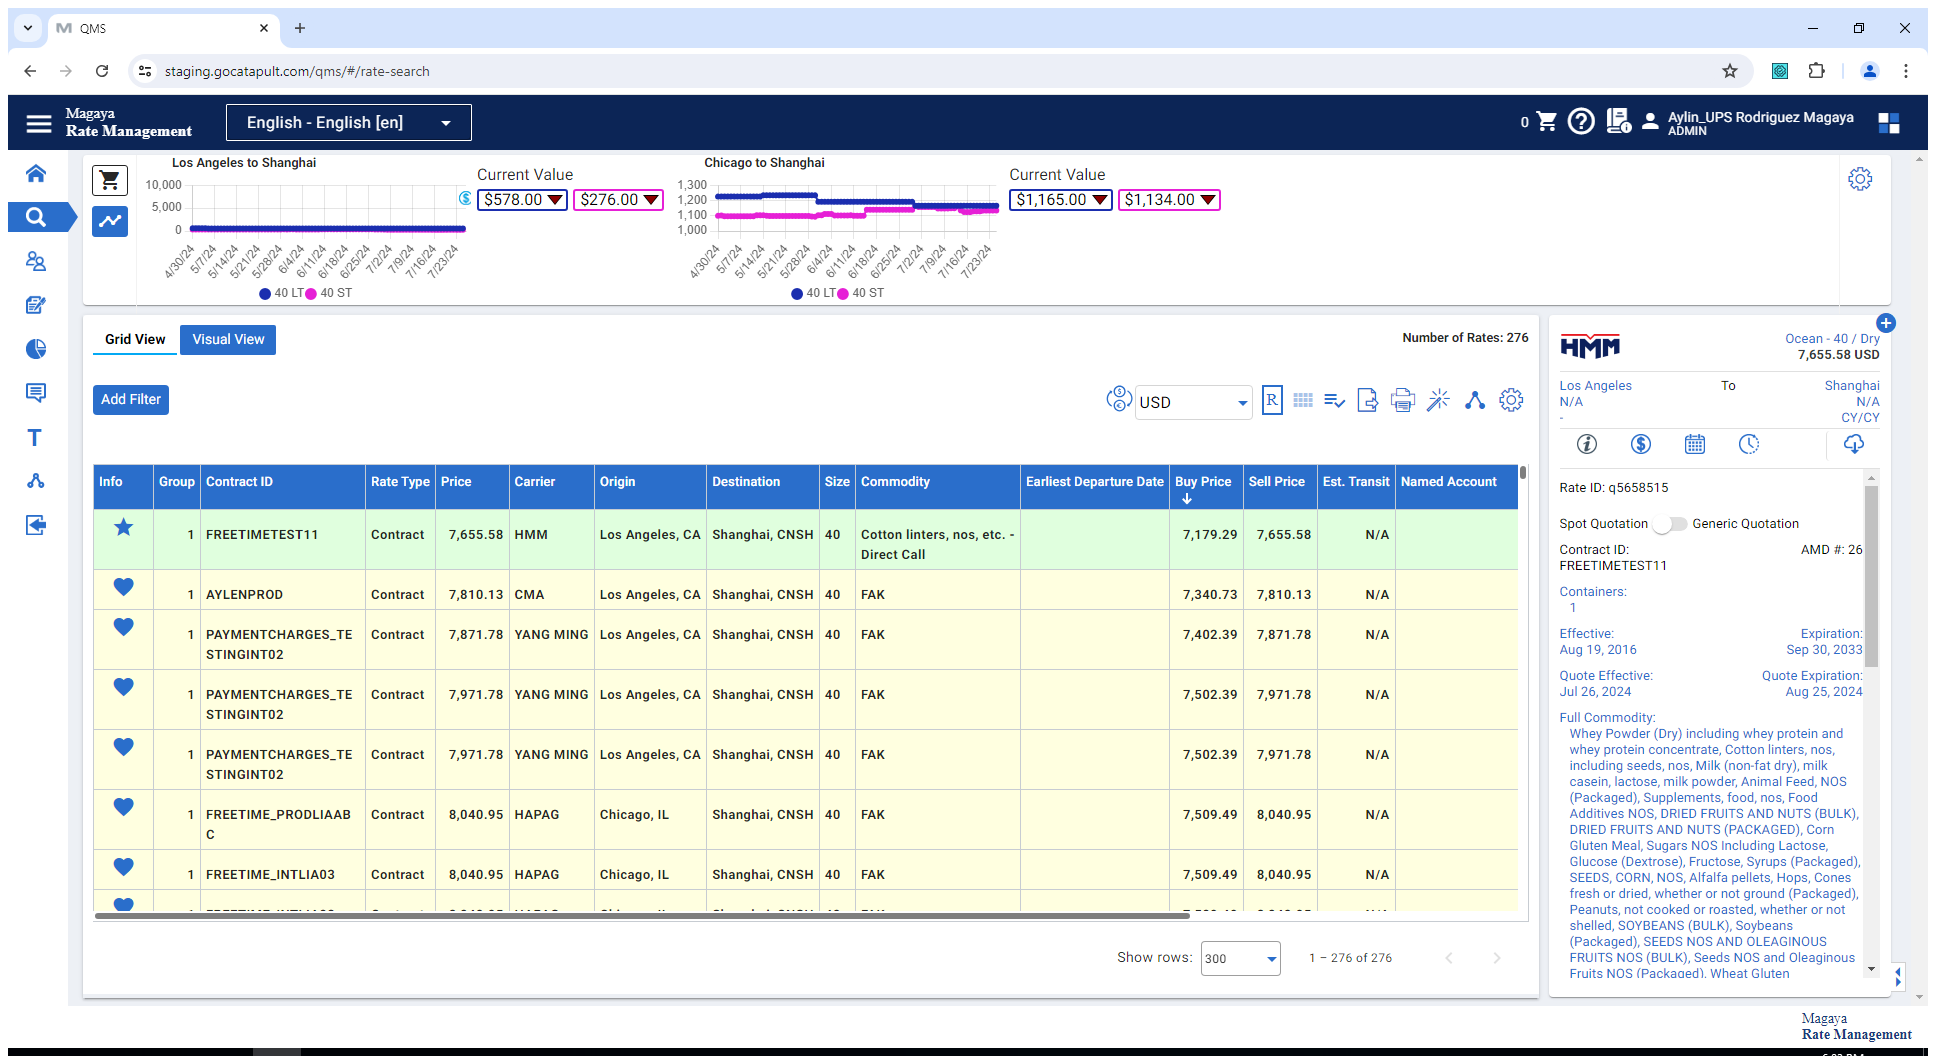 QMS
staging.gocatapult.com/qms/#/rate-search
Magaya
Rate Management
English - English [en]
0
Aylin_UPS Rodriguez Magaya
ADMIN
Los Angeles to Shanghai
10,000
5,000
0
4/30/24 5/7/24 5/14/24 5/21/24 5/28/24 6/4/24 6/11/24 6/18/24 6/25/24 7/2/24 7/9/24 7/16/24 7/23/24
40 LT 40 ST
Current Value
$578.00 $276.00
Chicago to Shanghai
1,300
1,200
1,100
1,000
4/30/24 5/7/24 5/14/24 5/21/24 5/28/24 6/4/24 6/11/24 6/18/24 6/25/24 7/2/24 7/9/24 7/16/24 7/23/24
40 LT 40 ST
Current Value
$1,165.00 $1,134.00
Grid View Visual View
Number of Rates: 276
Add Filter
USD
R
Info Group Contract ID Rate Type Price Carrier Origin Destination Size Commodity Earliest Departure Date Buy Price Sell Price Est. Transit Named Account
1 FREETIMETEST11 Contract 7,655.58 HMM Los Angeles, CA Shanghai, CNSH 40 Cotton linters, nos, etc. - 7,179.29 7,655.58 N/A
Direct Call
1 AYLENPROD Contract 7,810.13 CMA Los Angeles, CA Shanghai, CNSH 40 FAK 7,340.73 7,810.13 N/A
1 PAYMENTCHARGES_TE Contract 7,871.78 YANG MING Los Angeles, CA Shanghai, CNSH 40 FAK 7,402.39 7,871.78 N/A
STINGINT02
1 PAYMENTCHARGES_TE Contract 7,971.78 YANG MING Los Angeles, CA Shanghai, CNSH 40 FAK 7,502.39 7,971.78 N/A
STINGINT02
1 PAYMENTCHARGES_TE Contract 7,971.78 YANG MING Los Angeles, CA Shanghai, CNSH 40 FAK 7,502.39 7,971.78 N/A
STINGINT02
1 FREETIME_PRODLIAAB Contract 8,040.95 HAPAG Chicago, IL Shanghai, CNSH 40 FAK 7,509.49 8,040.95 N/A
C
1 FREETIME_INTLIA03 Contract 8,040.95 HAPAG Chicago, IL Shanghai, CNSH 40 FAK 7,509.49 8,040.95 N/A
Show rows: 300 1 – 276 of 276
HMM
Ocean - 40 / Dry
7,655.58 USD
Los Angeles To Shanghai
N/A N/A
- CY/CY
Rate ID: q5658515
Spot Quotation Generic Quotation
Contract ID: AMD #: 26
FREETIMETEST11
Containers:
1
Effective: Expiration:
Aug 19, 2016 Sep 30, 2033
Quote Effective: Quote Expiration:
Jul 26, 2024 Aug 25, 2024
Full Commodity:
Whey Powder (Dry) including whey protein and
whey protein concentrate, Cotton linters, nos,
including seeds, nos, Milk (non-fat dry), milk
casein, lactose, milk powder, Animal Feed, NOS
(Packaged), Supplements, food, nos, Food
Additives NOS, DRIED FRUITS AND NUTS (BULK),
DRIED FRUITS AND NUTS (PACKAGED), Corn
Gluten Meal, Sugars NOS Including Lactose,
Glucose (Dextrose), Fructose, Syrups (Packaged),
SEEDS, CORN, NOS, Alfalfa pellets, Hops, Cones
fresh or dried, whether or not ground (Packaged),
Peanuts, not cooked or roasted, whether or not
shelled, SOYBEANS (BULK), Soybeans
(Packaged), SEEDS NOS AND OLEAGINOUS
FRUITS NOS (BULK), Seeds NOS and Oleaginous
Fruits NOS (Packaged), Wheat Gluten
Magaya
Rate Management